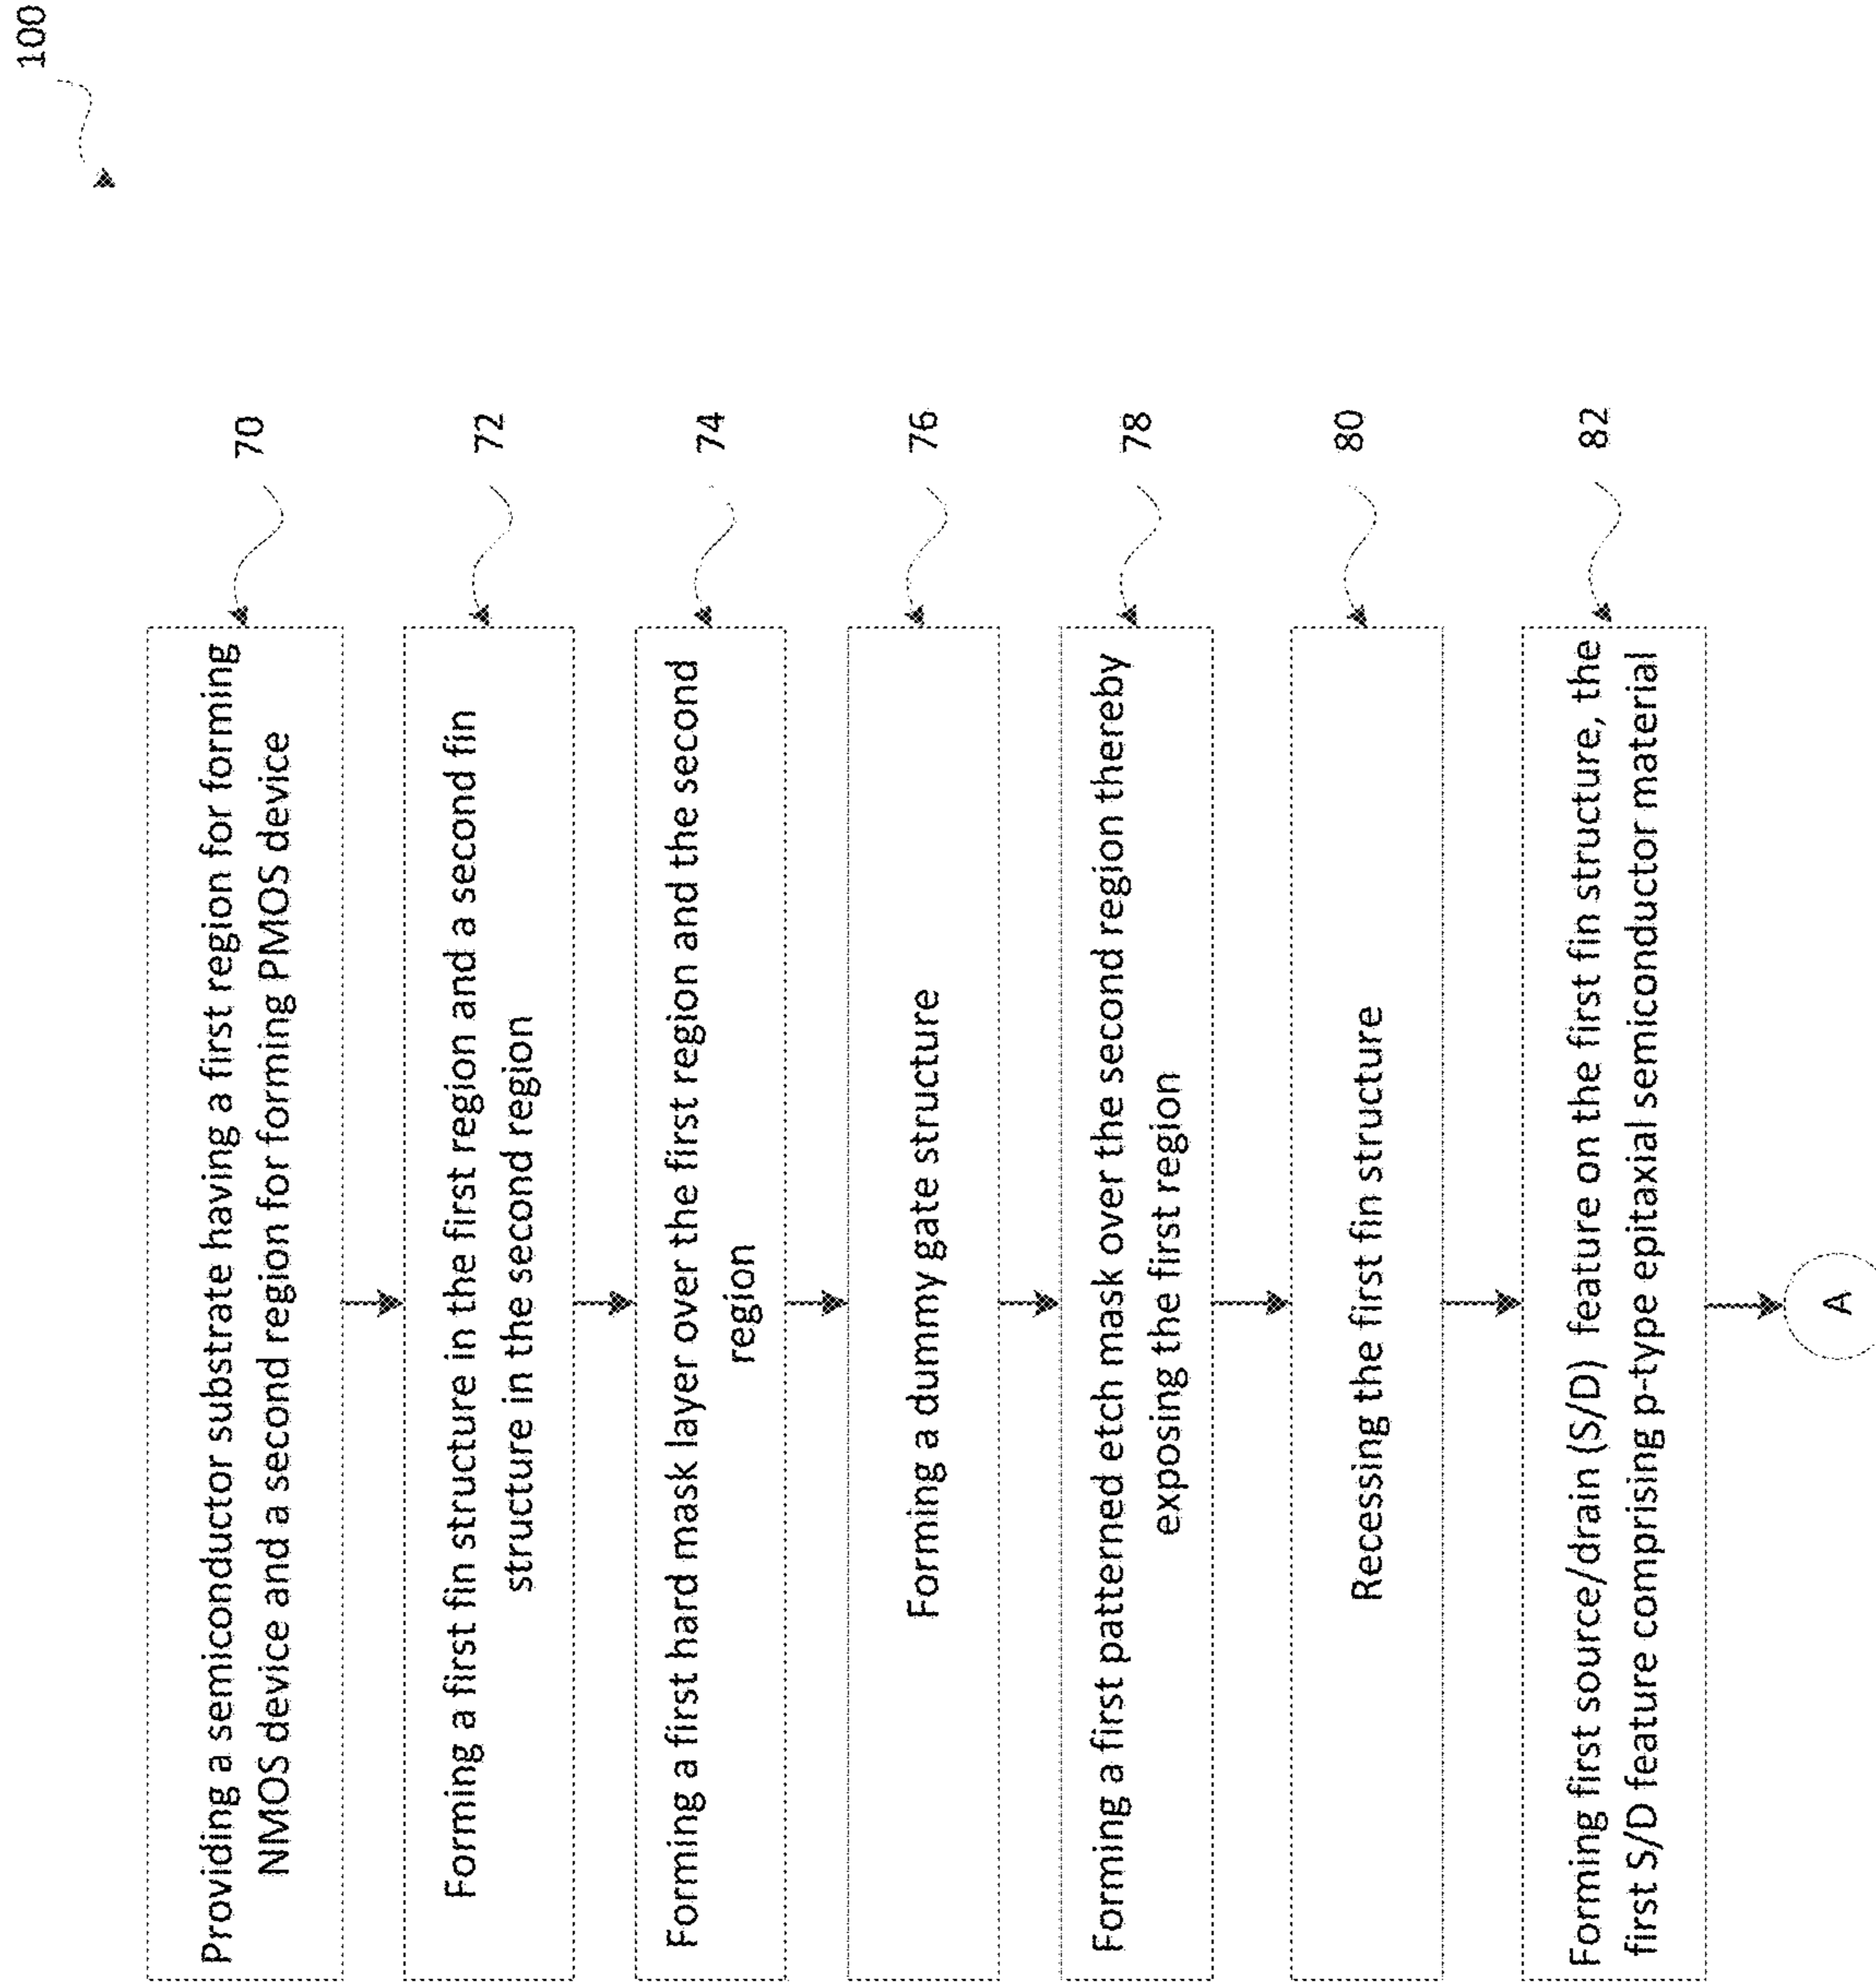 100
Providing a semiconductor substrate having a first region for forming
NMOS device and a second region for forming PMOS device
70
Forming a first fin structure in the first region and a second fin
structure in the second region
72
Forming a first hard mask layer over the first region and the second
region
74
Forming a dummy gate structure
76
Forming a first patterned etch mask over the second region thereby
exposing the first region
78
Recessing the first fin structure
80
Forming first source/drain (S/D) feature on the first fin structure, the
first S/D feature comprising p-type epitaxial semiconductor material
82
A